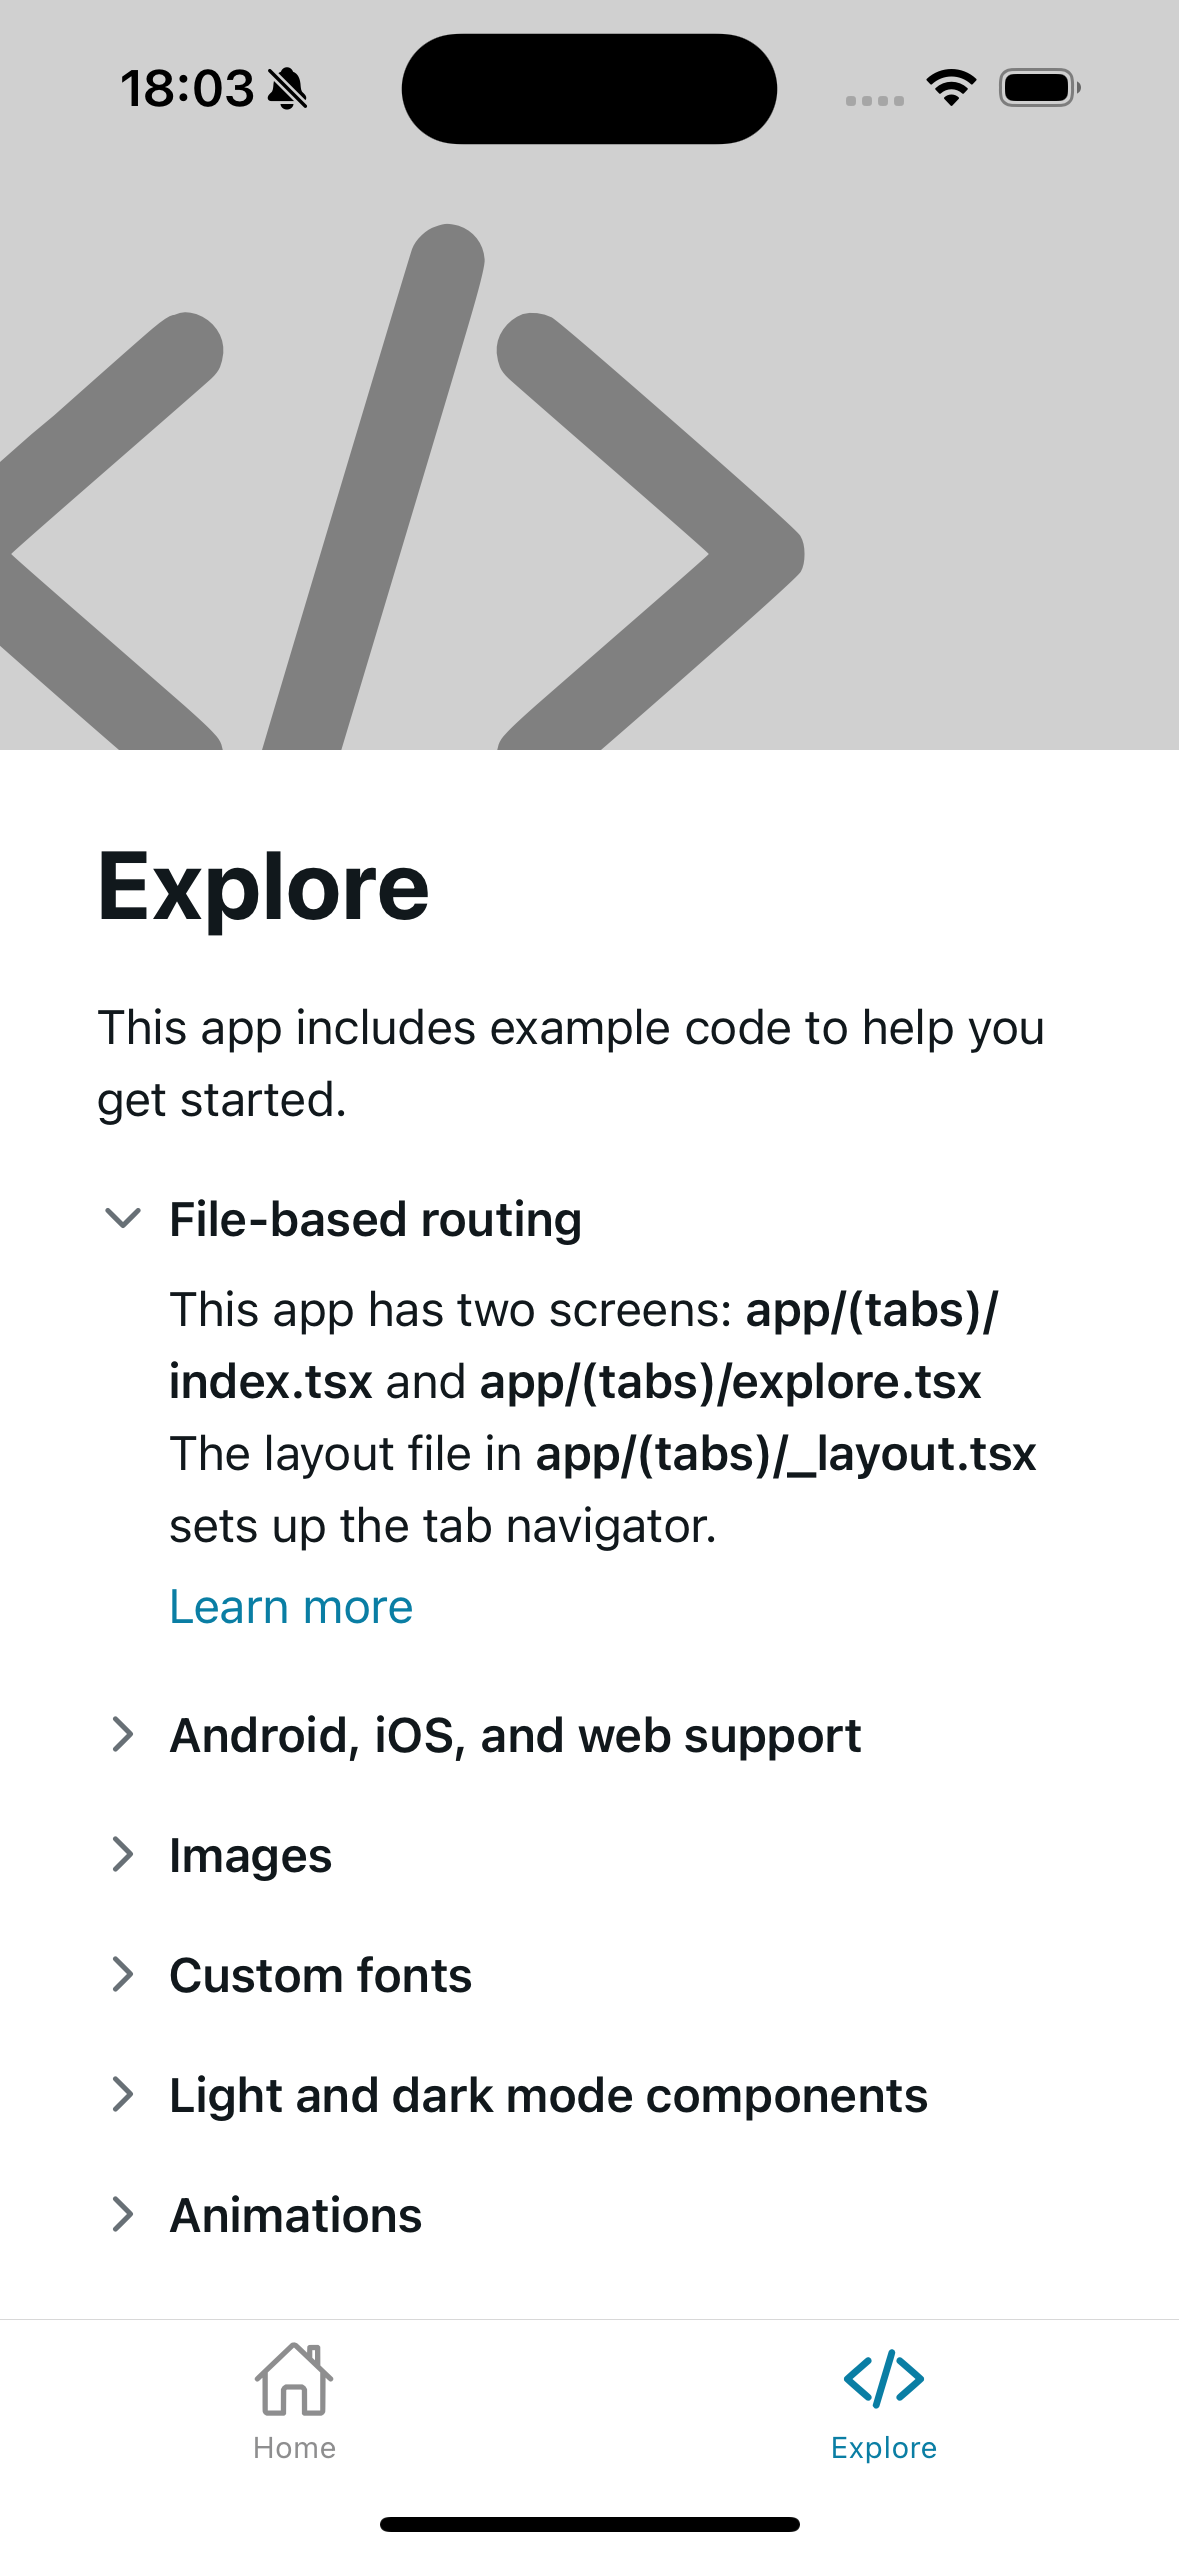 18:03
Explore
This app includes example code to help you
get started.
File-based routing
This app has two screens: app/(tabs)/
index.tsx and app/(tabs)/explore.tsx
The layout file in app/(tabs)/_layout.tsx
sets up the tab navigator.
Learn more
Android, iOS, and web support
Images
Custom fonts
Light and dark mode components
Animations
Home
Explore